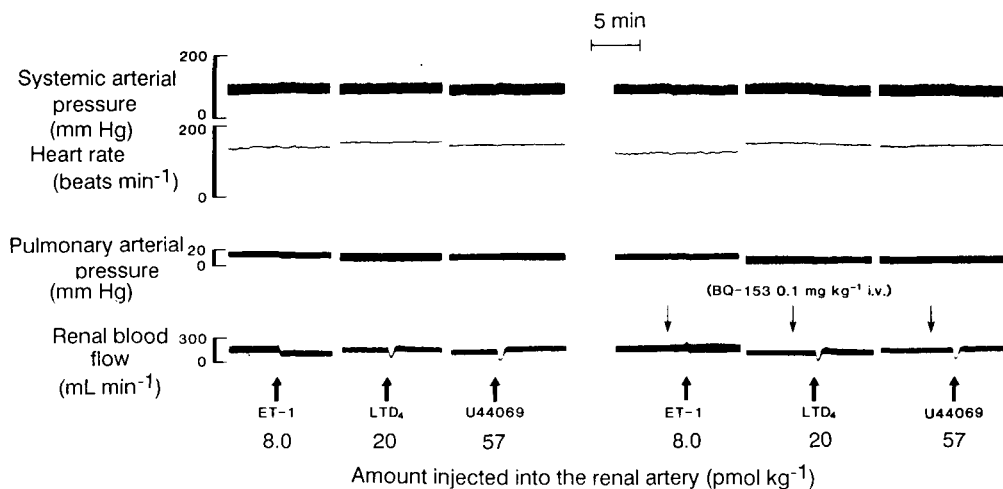 5 min
200
Systemic arterial
pressure
(mm Hg)
0
200
Heart rate
(beats min⁻¹)
0
Pulmonary arterial
pressure
(mm Hg)
20
0
(BQ-153 0.1 mg kg⁻¹ i.v.)
Renal blood
flow
(mL min⁻¹)
300
0
ET-1 LTD₄ U44069 ET-1 LTD₄ U44069
8.0 20 57 8.0 20 57
Amount injected into the renal artery (pmol kg⁻¹)